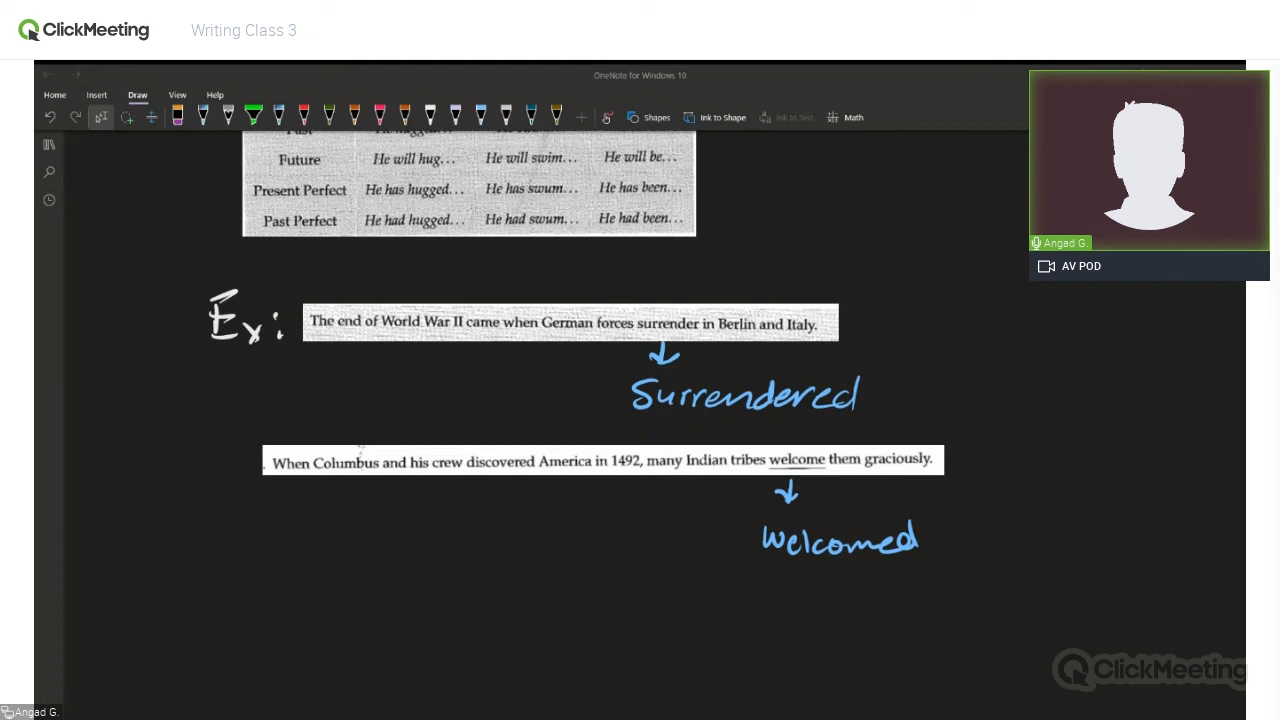 ClickMeeting
Writing Class 3
OneNote for Windows 10
Home Insert Draw View Help
Shapes Ink to Shape Ink to Text Math
Past He hugged…
Future He will hug… He will swim… He will be…
Present Perfect He has hugged… He has swum… He has been…
Past Perfect He had hugged… He had swum… He had been…
Angad G.
AV POD
Ex: The end of World War II came when German forces surrender in Berlin and Italy.
Surrendered
. When Columbus and his crew discovered America in 1492, many Indian tribes welcome them graciously.
Welcomed
ClickMeeting
Angad G.